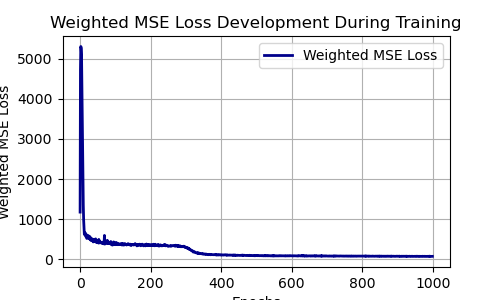 Weighted MSE Loss Development During Training
Weighted MSE Loss
Weighted MSE Loss
5000
4000
3000
2000
1000
0
0 200 400 600 800 1000
Epochs